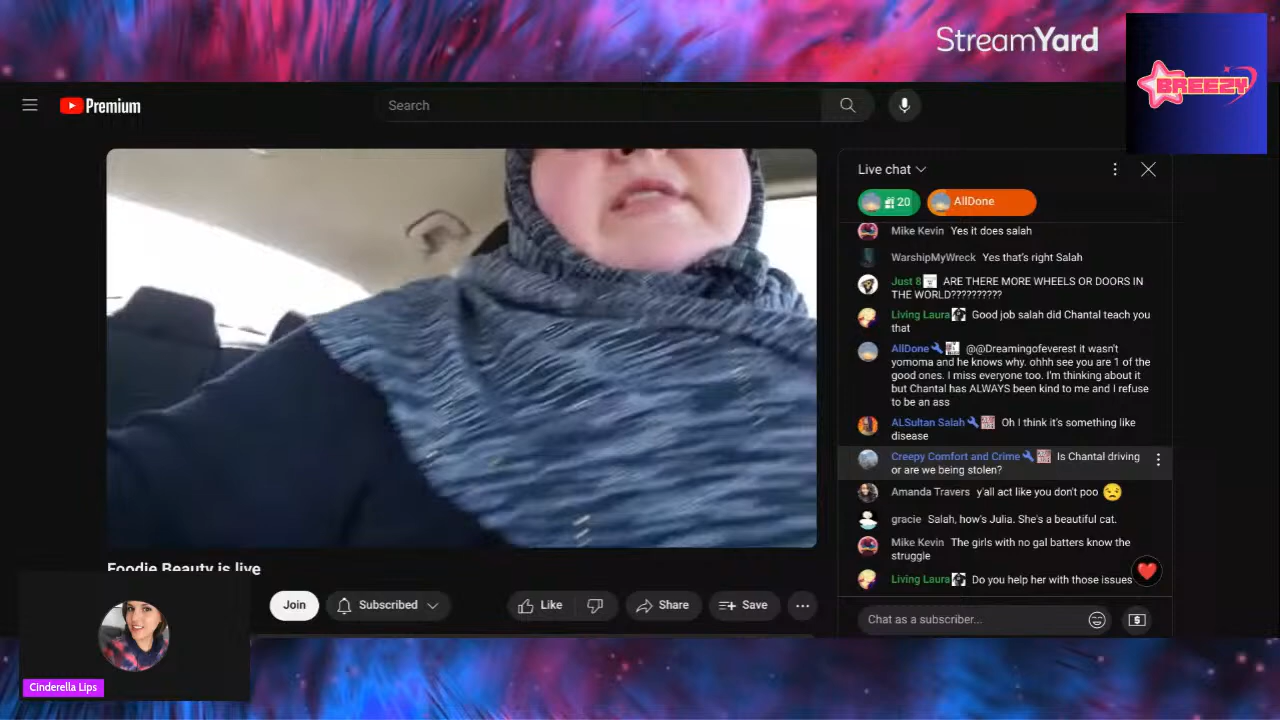 StreamYard
BREEZY
Premium
Search
Live chat
20
AllDone
Mike Kevin Yes it does salah
WarshipMyWreck Yes that's right Salah
Just 8 ARE THERE MORE WHEELS OR DOORS IN
THE WORLD??????????
Living Laura Good job salah did Chantal teach you
that
AllDone @@Dreamingofeverest it wasn't
yomoma and he knows why. ohhh see you are 1 of the
good ones. I miss everyone too. I'm thinking about it
but Chantal has ALWAYS been kind to me and I refuse
to be an ass
ALSultan Salah Oh I think it's something like
disease
Creepy Comfort and Crime Is Chantal driving
or are we being stolen?
Amanda Travers y'all act like you don't poo
gracie Salah, how's Julia. She's a beautiful cat.
Mike Kevin The girls with no gal batters know the
struggle
Living Laura Do you help her with those issues
Chat as a subscriber...
Foodie Beauty is live
Join
Subscribed
Like
Share
Save
Cinderella Lips